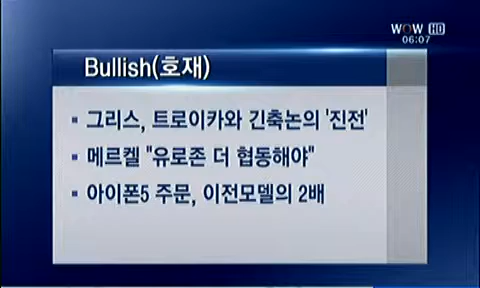 WOW HD
06:07
Bullish(호재)
▪ 그리스, 트로이카와 긴축논의 '진전'
▪ 메르켈 "유로존 더 협동해야"
▪ 아이폰5 주문, 이전모델의 2배